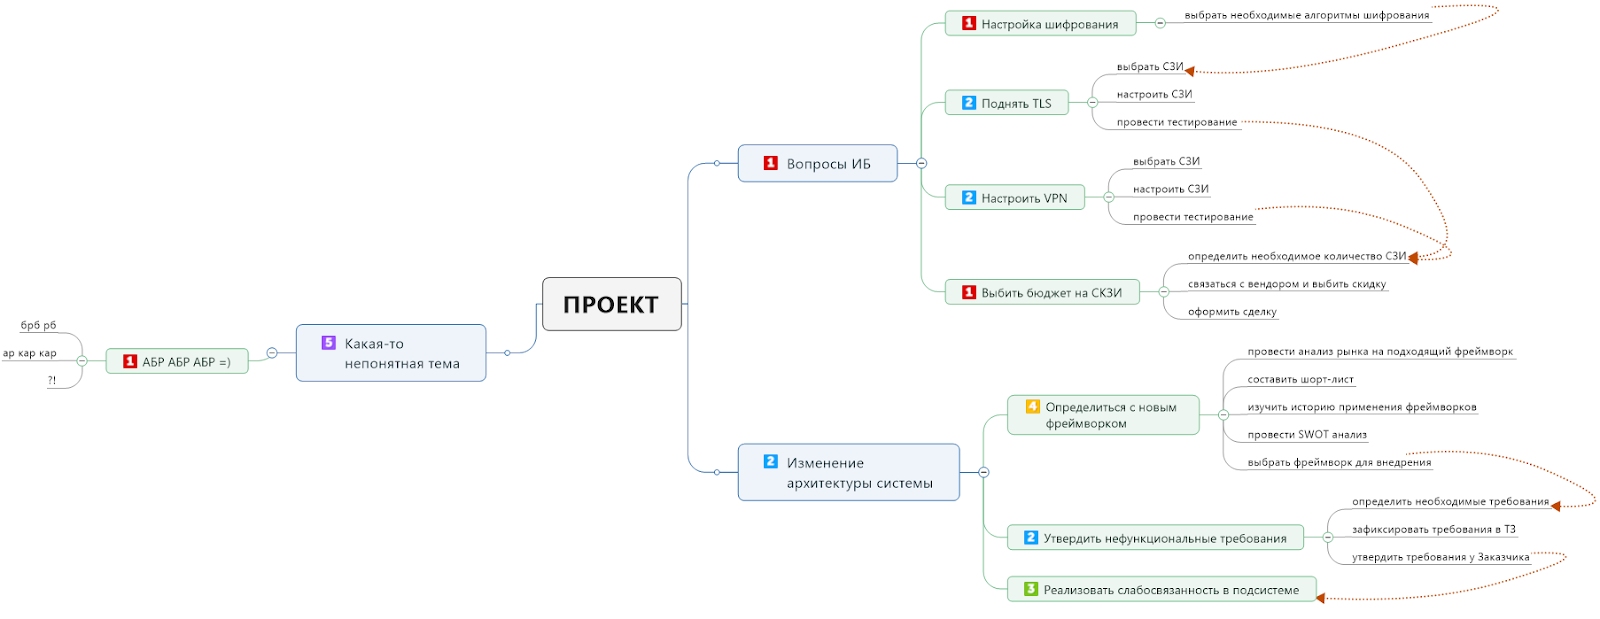 ПРОЕКТ
1 Вопросы ИБ
1 Настройка шифрования
выбрать необходимые алгоритмы шифрования
2 Поднять TLS
выбрать СЗИ
настроить СЗИ
провести тестирование
2 Настроить VPN
выбрать СЗИ
настроить СЗИ
провести тестирование
1 Выбить бюджет на СКЗИ
определить необходимое количество СЗИ
связаться с вендором и выбить скидку
оформить сделку
2 Изменение
архитектуры системы
4 Определиться с новым
фреймворком
провести анализ рынка на подходящий фреймворк
составить шорт-лист
изучить историю применения фреймворков
провести SWOT анализ
выбрать фреймворк для внедрения
2 Утвердить нефункциональные требования
определить необходимые требования
зафиксировать требования в ТЗ
утвердить требования у Заказчика
3 Реализовать слабосвязанность в подсистеме
5 Какая-то
непонятная тема
1 АБР АБР АБР =)
брб рб
ар кар кар
?!